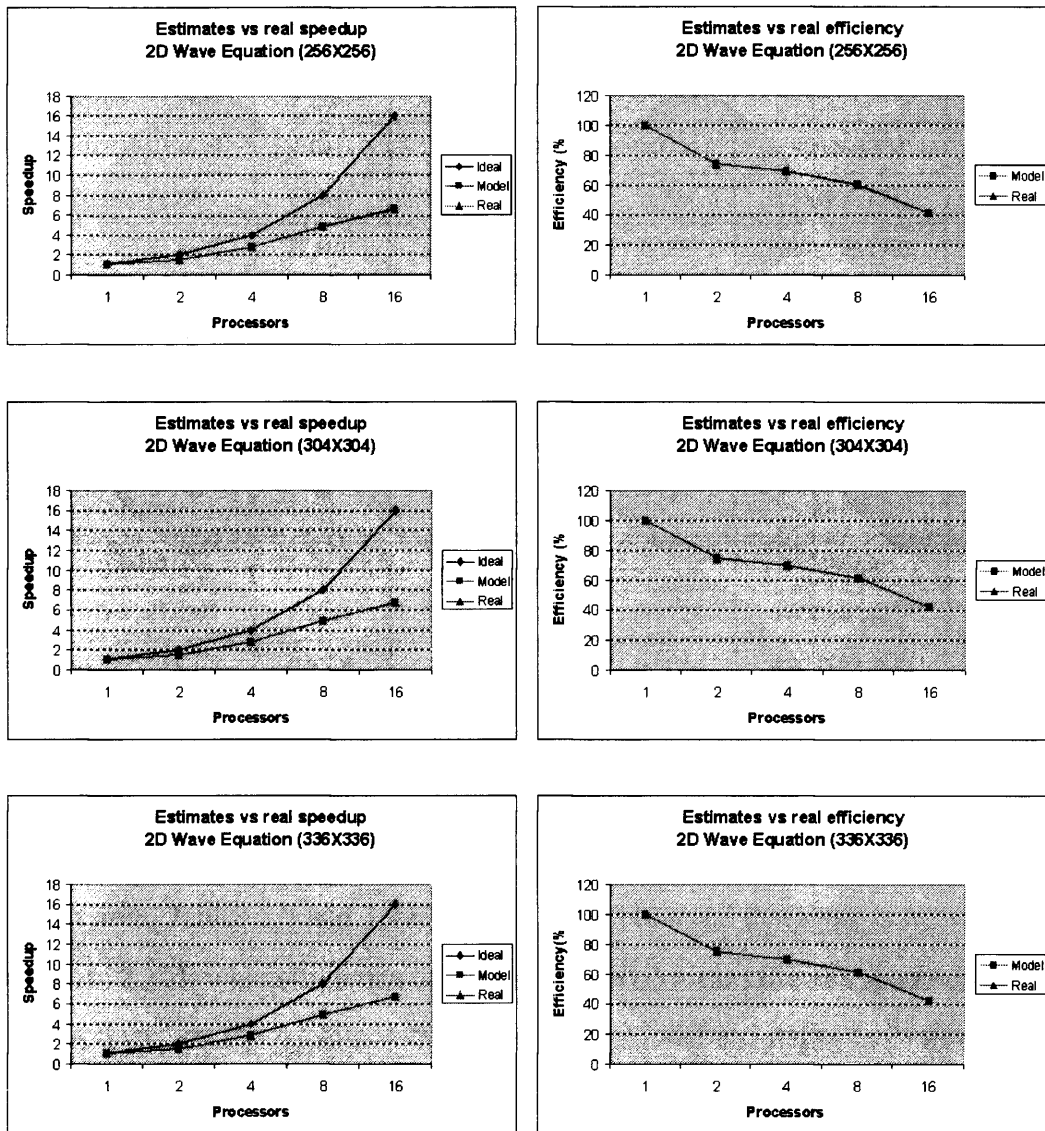 Estimates vs real speedup
2D Wave Equation (256X256)
18
16
14
12
10
8
6
4
2
0
Speedup
1 2 4 8 16
Processors
Ideal
Model
Real
Estimates vs real efficiency
2D Wave Equation (256X256)
120
100
80
60
40
20
0
Efficiency (%
1 2 4 8 16
Processors
Model
Real
Estimates vs real speedup
2D Wave Equation (304X304)
18
16
14
12
10
8
6
4
2
0
Speedup
1 2 4 8 16
Processors
Ideal
Model
Real
Estimates vs real efficiency
2D Wave Equation (304X304)
120
100
80
60
40
20
0
Efficiency (%
1 2 4 8 16
Processors
Model
Real
Estimates vs real speedup
2D Wave Equation (336X336)
18
16
14
12
10
8
6
4
2
0
Speedup
1 2 4 8 16
Processors
Ideal
Model
Real
Estimates vs real efficiency
2D Wave Equation (336X336)
120
100
80
60
40
20
0
Efficiency(%
1 2 4 8 16
Processors
Model
Real